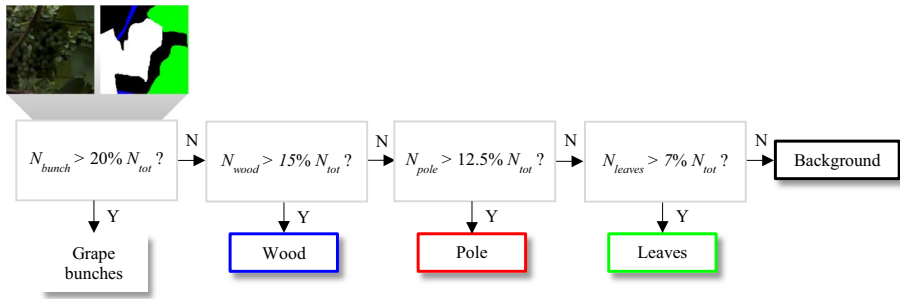 N_bunch > 20% N_tot ?
N
N_wood > 15% N_tot ?
N
N_pole > 12.5% N_tot ?
N
N_leaves > 7% N_tot ?
N
Background
Y
Y
Y
Y
Grape
bunches
Wood
Pole
Leaves